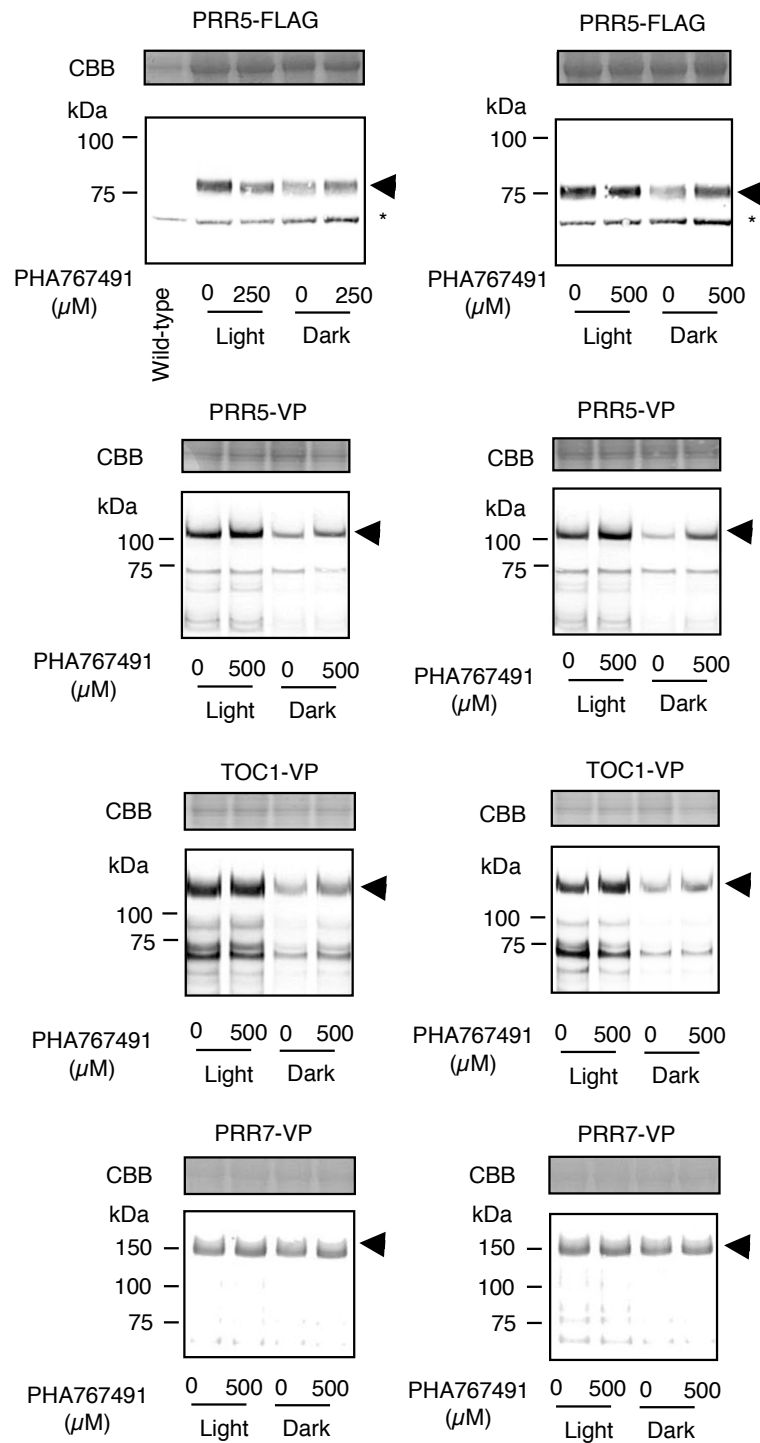 PRR5-FLAG
CBB
kDa
100
75
*
PHA767491
(µM)
Wild-type
0 250 0 250
Light Dark
PRR5-FLAG
kDa
100
75
*
PHA767491
(µM)
0 500 0 500
Light Dark
PRR5-VP
CBB
kDa
100
75
PHA767491
(µM)
0 500 0 500
Light Dark
PRR5-VP
CBB
kDa
100
75
PHA767491
(µM)
0 500 0 500
Light Dark
TOC1-VP
CBB
kDa
100
75
PHA767491
(µM)
0 500 0 500
Light Dark
TOC1-VP
CBB
kDa
100
75
PHA767491
(µM)
0 500 0 500
Light Dark
PRR7-VP
CBB
kDa
150
100
75
PHA767491
(µM)
0 500 0 500
Light Dark
PRR7-VP
CBB
kDa
150
100
75
PHA767491
(µM)
0 500 0 500
Light Dark